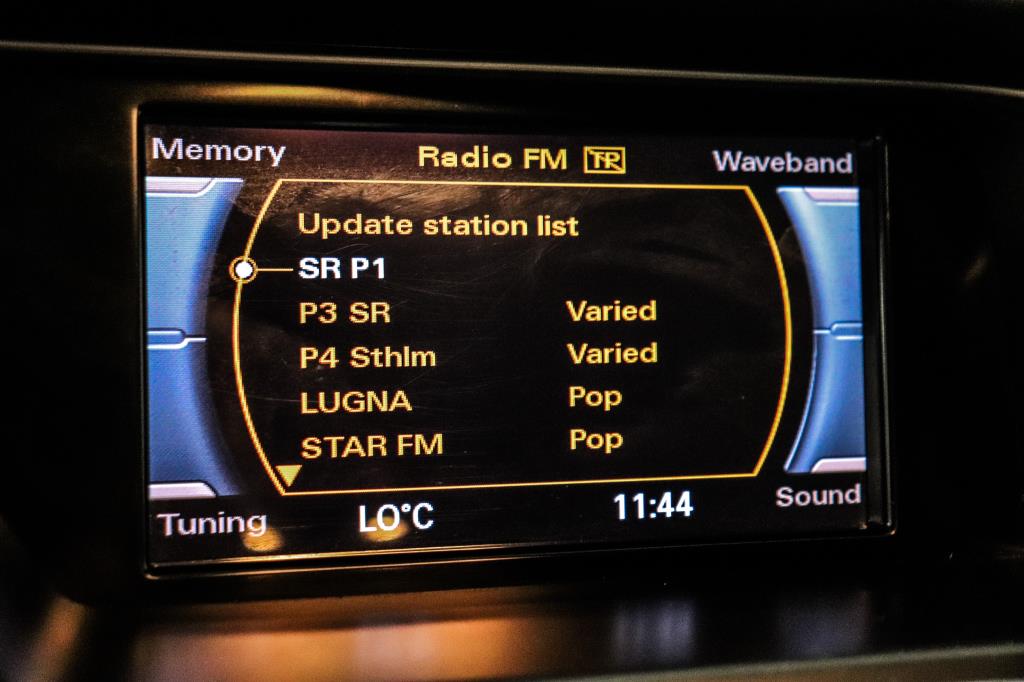 Memory
Radio FM TR
Waveband
Update station list
SR P1
P3 SR Varied
P4 Sthlm Varied
LUGNA Pop
STAR FM Pop
Tuning
LO°C
11:44
Sound